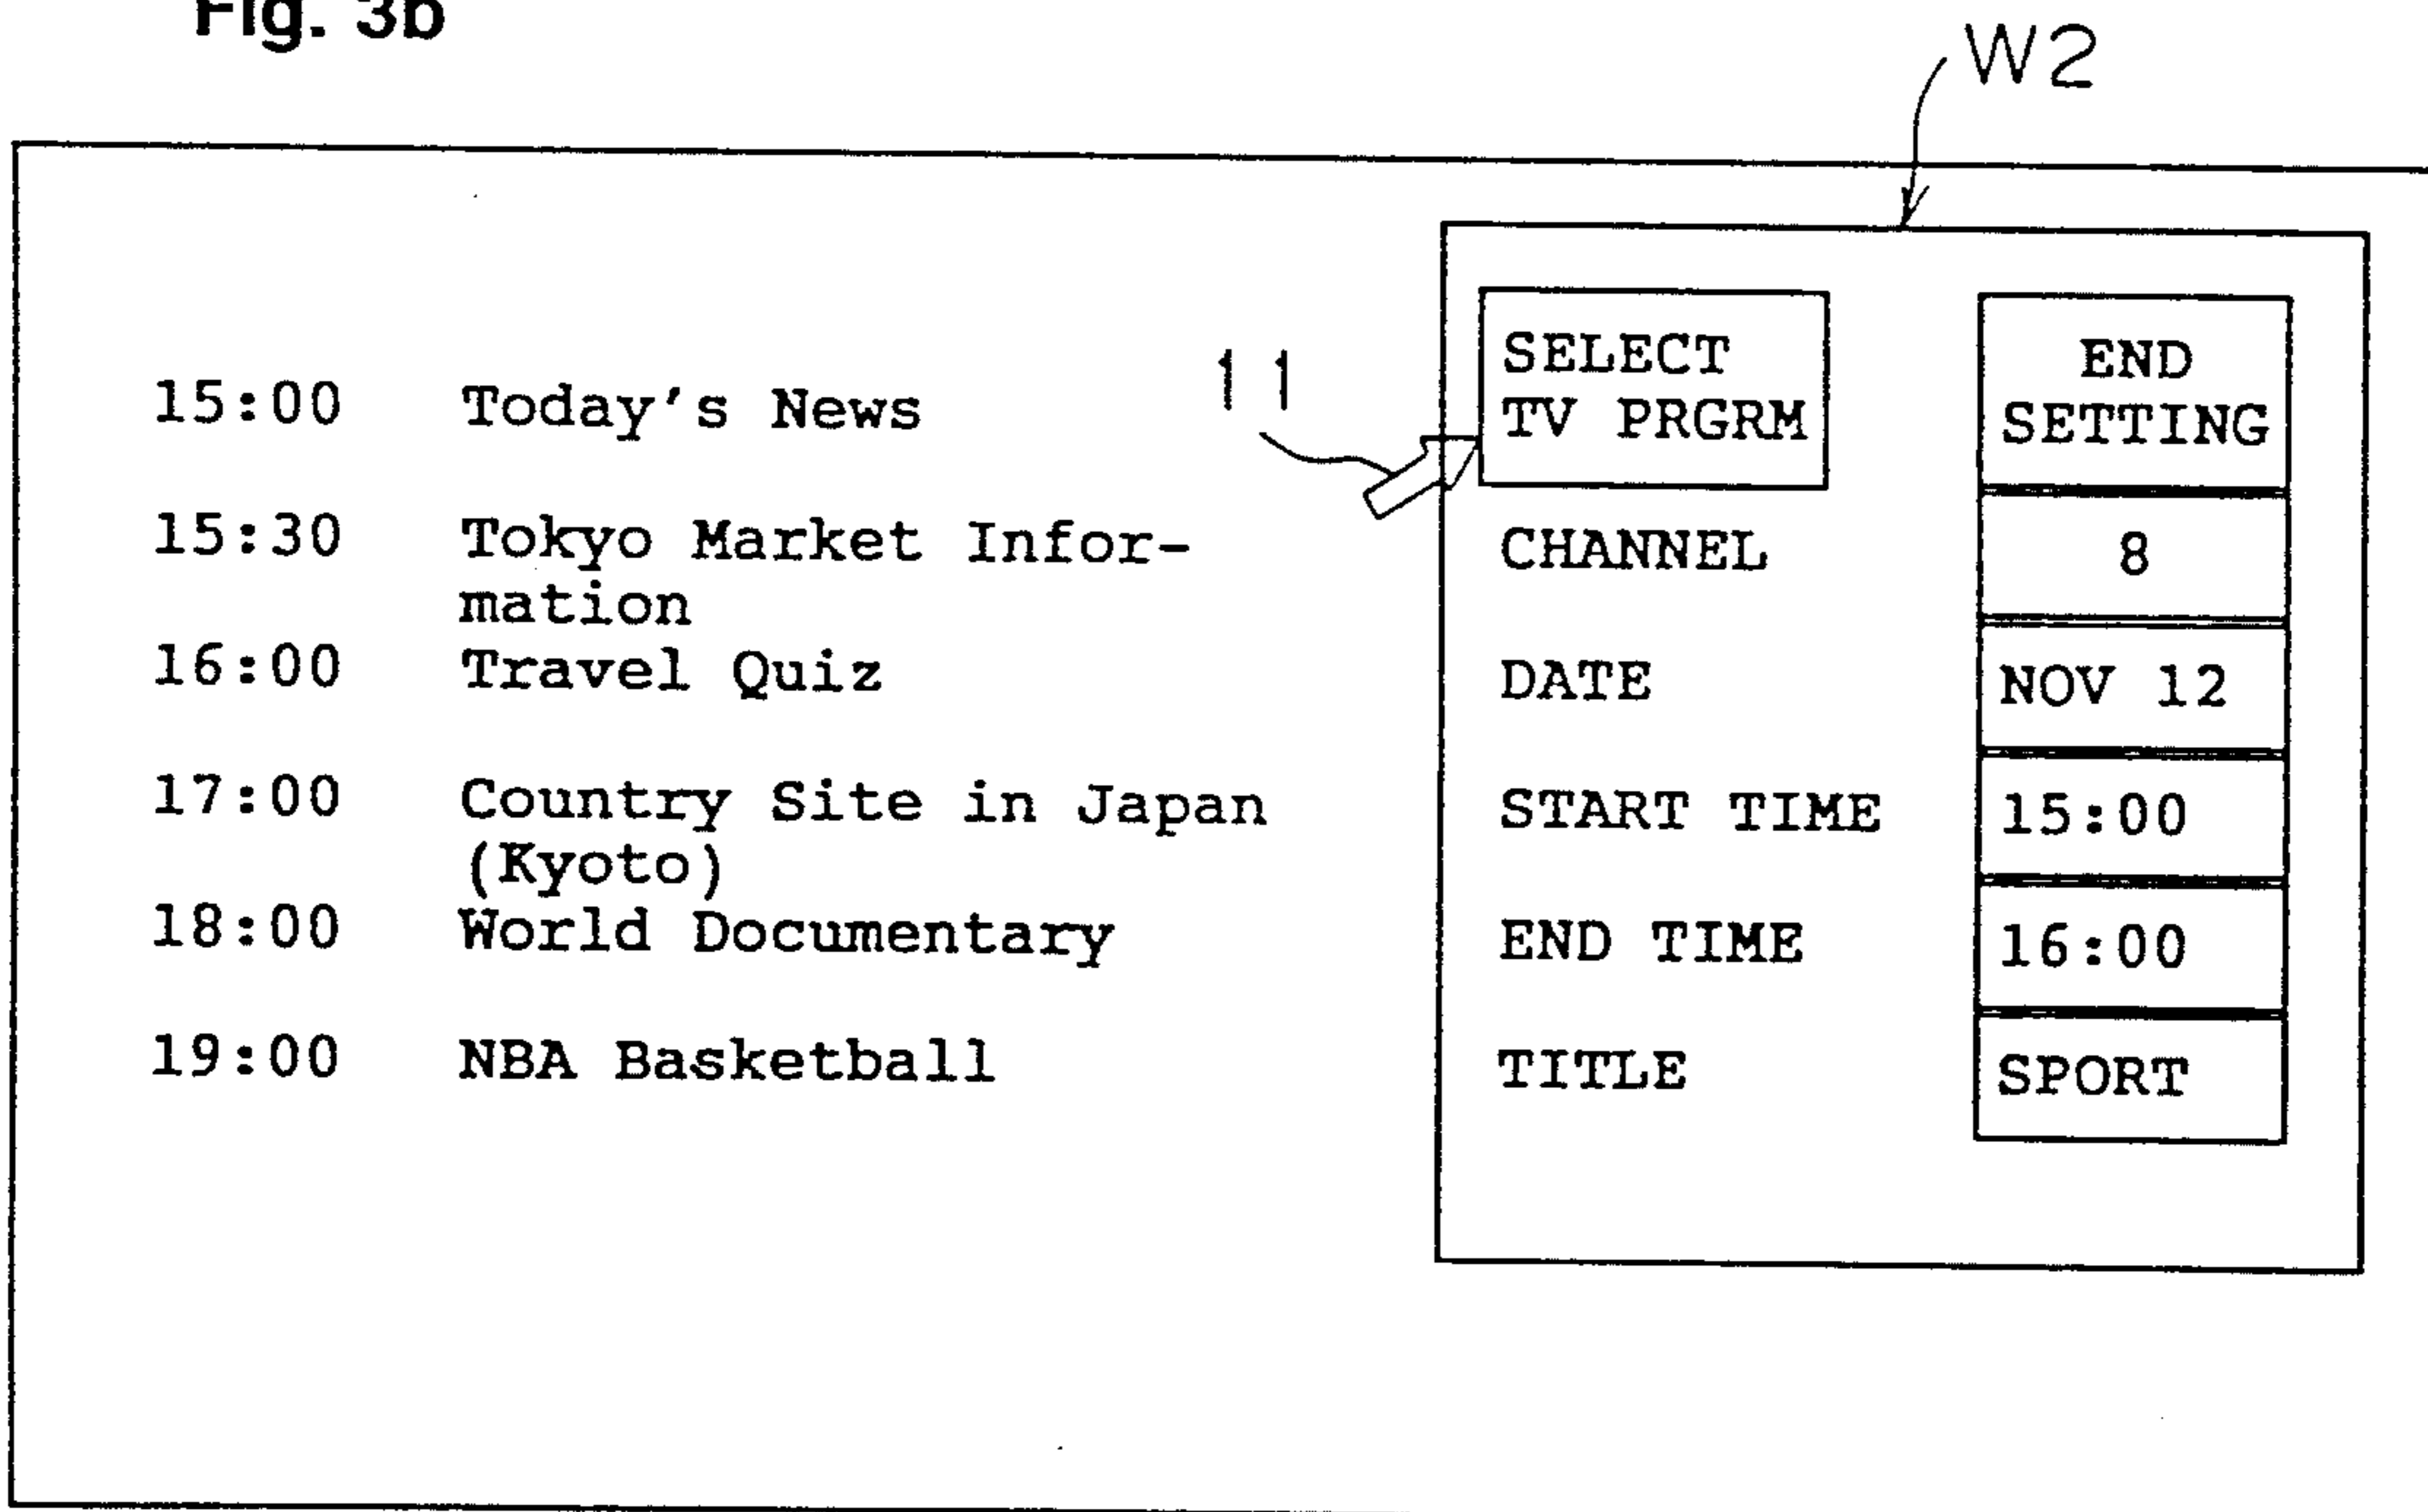 Fig. 3b
W2
15:00 Today's News
15:30 Tokyo Market Infor-
mation
16:00 Travel Quiz
17:00 Country Site in Japan
(Kyoto)
18:00 World Documentary
19:00 NBA Basketball
11
SELECT
TV PRGRM
END
SETTING
CHANNEL 8
DATE NOV 12
START TIME 15:00
END TIME 16:00
TITLE SPORT